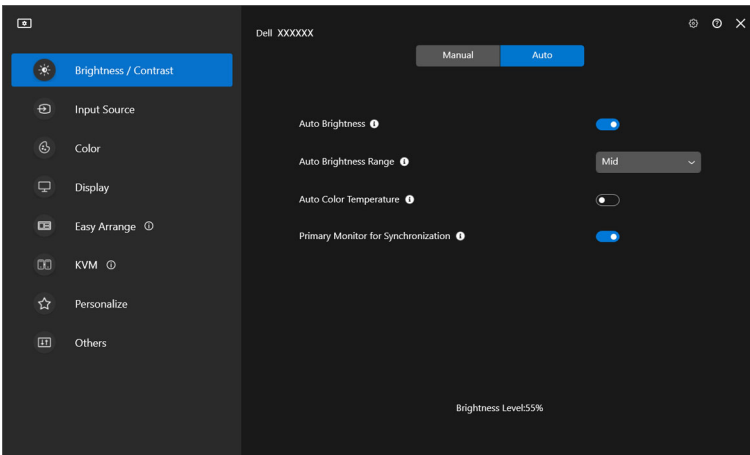 Dell XXXXXX
Manual Auto
Brightness / Contrast
Input Source
Color
Display
Easy Arrange
KVM
Personalize
Others
Auto Brightness
Auto Brightness Range Mid
Auto Color Temperature
Primary Monitor for Synchronization
Brightness Level:55%